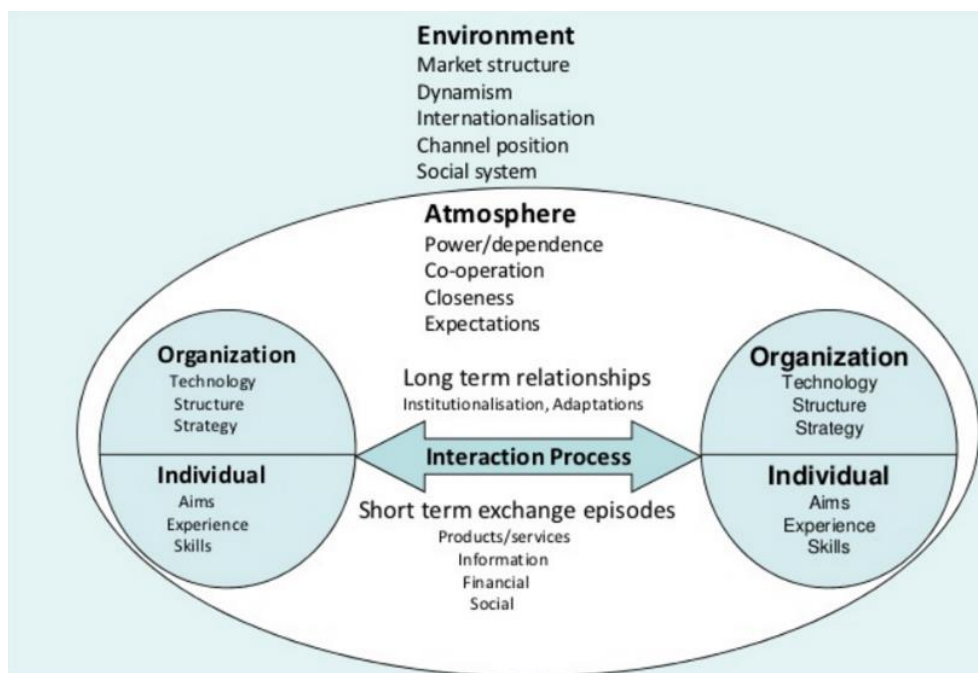 Environment
Market structure
Dynamism
Internationalisation
Channel position
Social system
Atmosphere
Power/dependence
Co-operation
Closeness
Expectations
Organization
Technology
Structure
Strategy
Individual
Aims
Experience
Skills
Long term relationships
Institutionalisation, Adaptations
Interaction Process
Short term exchange episodes
Products/services
Information
Financial
Social
Organization
Technology
Structure
Strategy
Individual
Aims
Experience
Skills